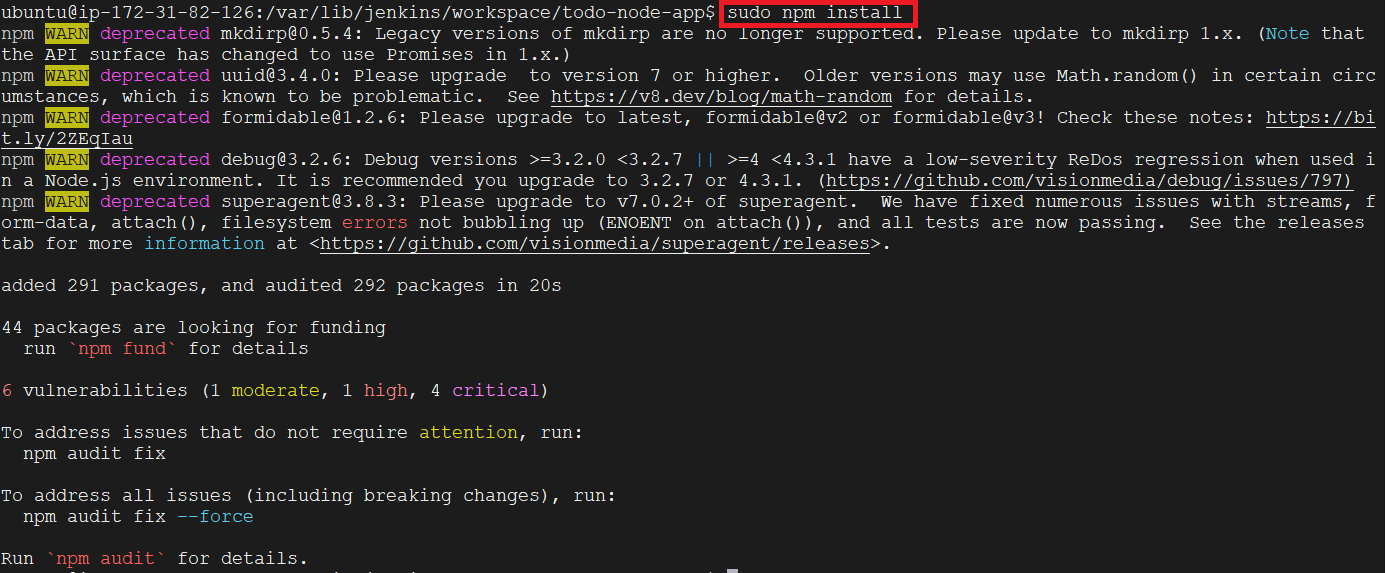 ubuntu@ip-172-31-82-126:/var/lib/jenkins/workspace/todo-node-app$ sudo npm install
npm WARN deprecated mkdirp@0.5.4: Legacy versions of mkdirp are no longer supported. Please update to mkdirp 1.x. (Note that
the API surface has changed to use Promises in 1.x.)
npm WARN deprecated uuid@3.4.0: Please upgrade  to version 7 or higher.  Older versions may use Math.random() in certain circ
umstances, which is known to be problematic.  See https://v8.dev/blog/math-random for details.
npm WARN deprecated formidable@1.2.6: Please upgrade to latest, formidable@v2 or formidable@v3! Check these notes: https://bi
t.ly/2ZEqIau
npm WARN deprecated debug@3.2.6: Debug versions >=3.2.0 <3.2.7 || >=4 <4.3.1 have a low-severity ReDos regression when used i
n a Node.js environment. It is recommended you upgrade to 3.2.7 or 4.3.1. (https://github.com/visionmedia/debug/issues/797)
npm WARN deprecated superagent@3.8.3: Please upgrade to v7.0.2+ of superagent.  We have fixed numerous issues with streams, f
orm-data, attach(), filesystem errors not bubbling up (ENOENT on attach()), and all tests are now passing.  See the releases
tab for more information at <https://github.com/visionmedia/superagent/releases>.
added 291 packages, and audited 292 packages in 20s
44 packages are looking for funding
run `npm fund` for details
6 vulnerabilities (1 moderate, 1 high, 4 critical)
To address issues that do not require attention, run:
npm audit fix
To address all issues (including breaking changes), run:
npm audit fix --force
Run `npm audit` for details.